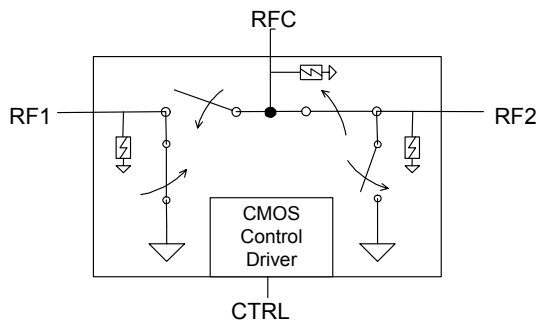 RFC
RF1
RF2
CMOS
Control
Driver
CTRL